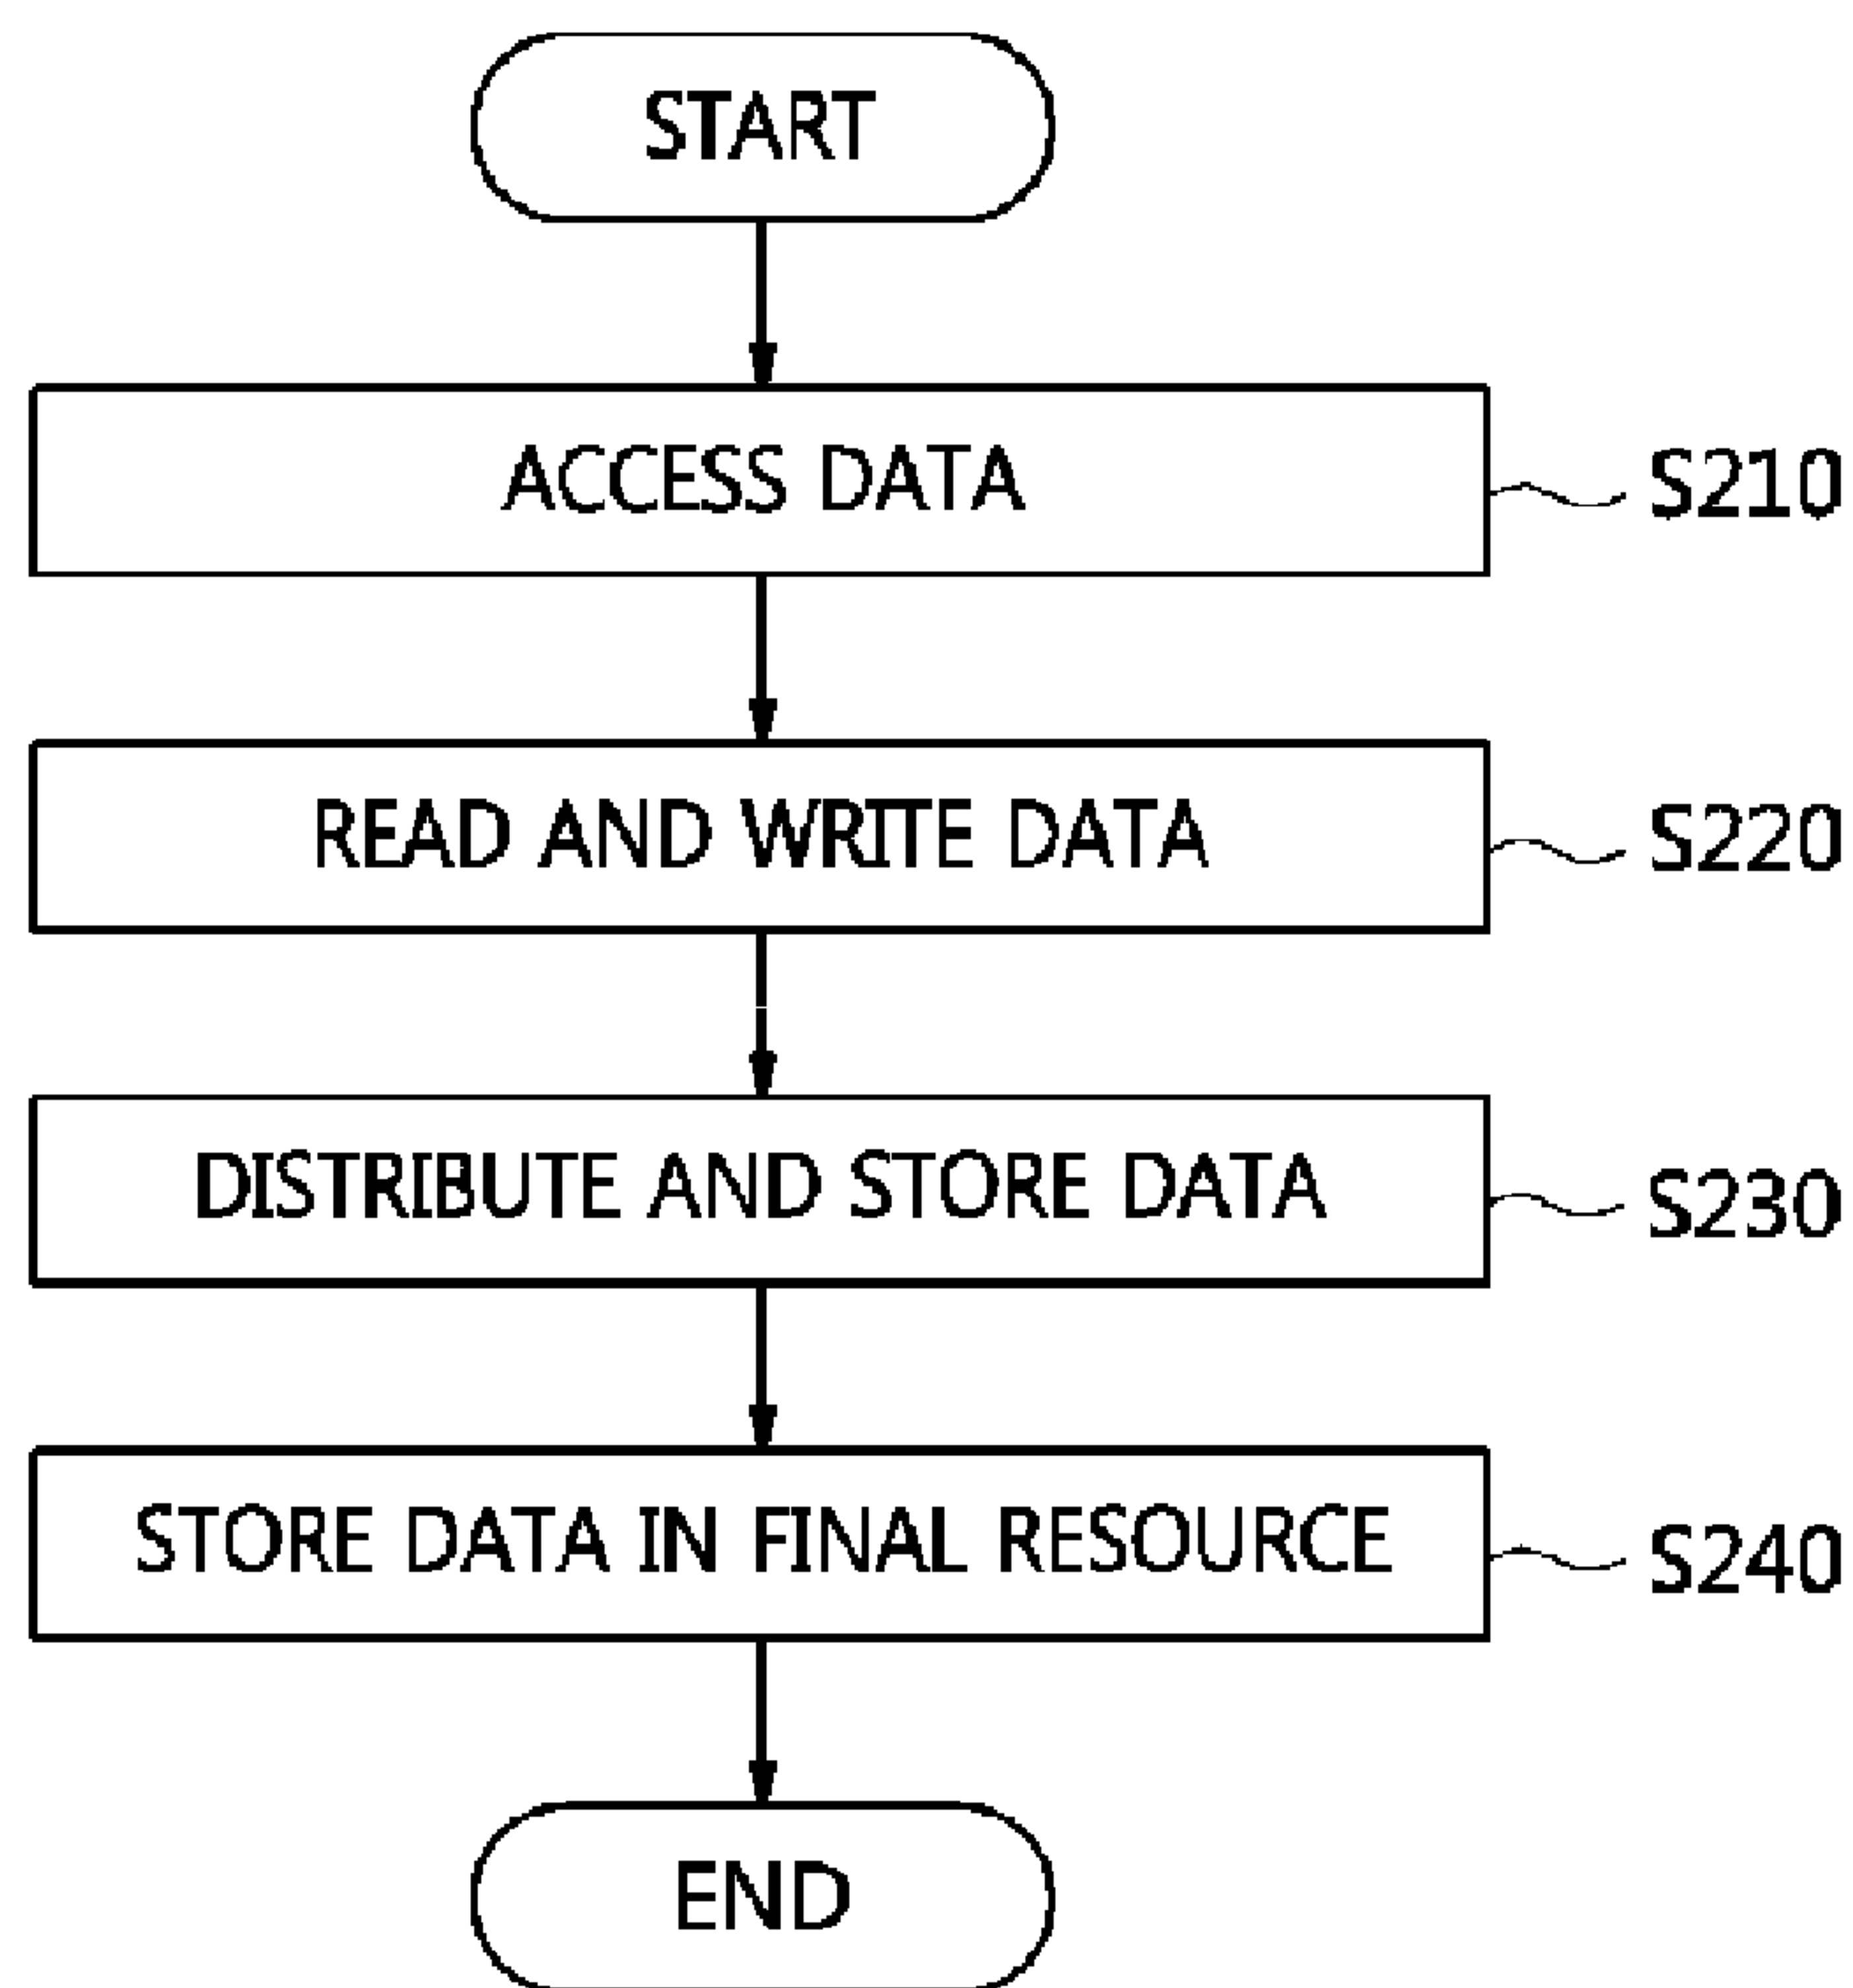 START
ACCESS DATA
S210
READ AND WRITE DATA
S220
DISTRIBUTE AND STORE DATA
S230
STORE DATA IN FINAL RESOURCE
S240
END